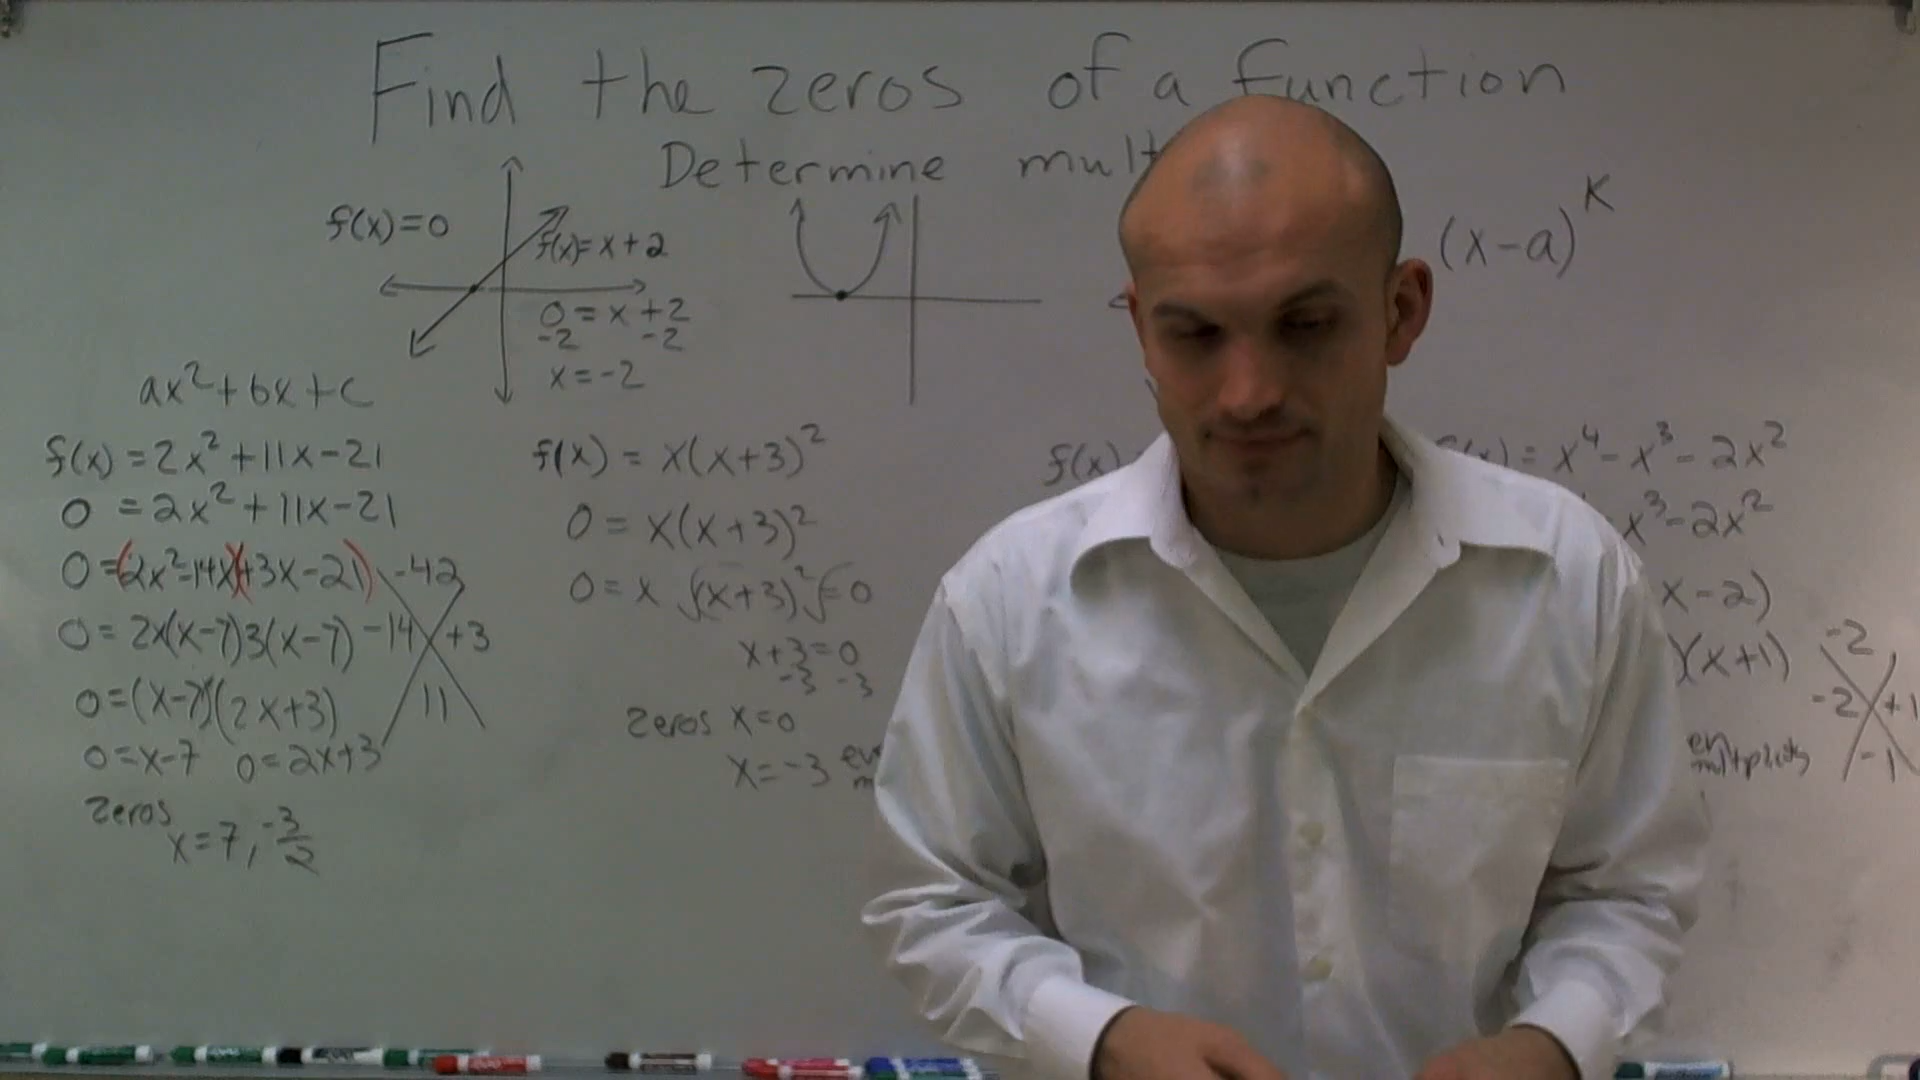 Find the zeros of a function
Determine mult
f(x)=0
f(x)=x+2
0=x+2
-2 -2
x=-2
(x-a)^K
ax²+bx+c
f(x)=2x²+11x-21
0=2x²+11x-21
0=(2x²-14x)(+3x-21)
-42
0=2x(x-7)3(x-7)
-14 +3
11
0=(x-7)(2x+3)
0=x-7 0=2x+3
zeros
x=7, -3/2
f(x)=x(x+3)²
0=x(x+3)²
0=x √(x+3)²=√0
x+3=0
-3 -3
zeros x=0
x=-3
f(x)
f(x)=x⁴-x³-2x²
x³-2x²
x-2)
)(x+1)
-2
-2 +1
-1